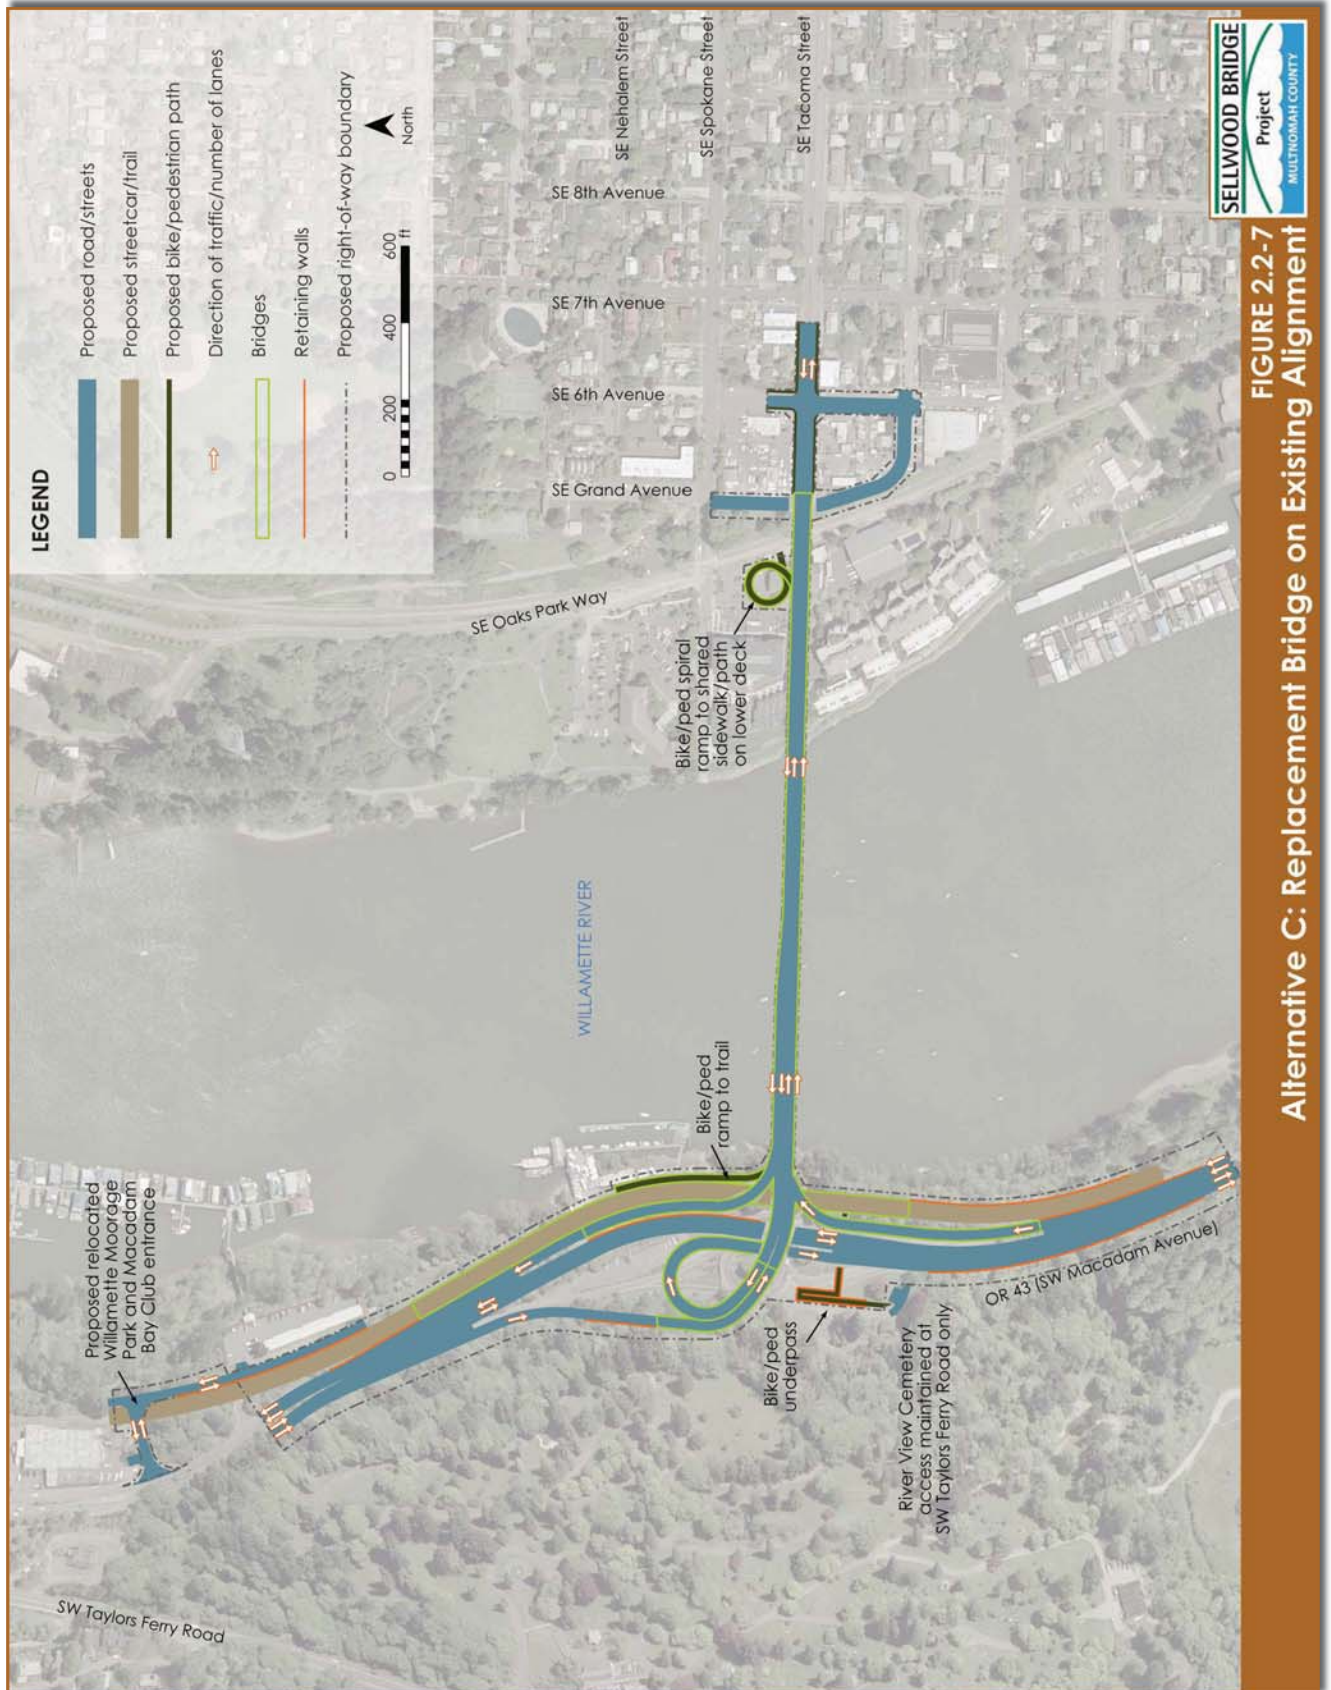 LEGEND
Proposed road/streets
Proposed streetcar/trail
Proposed bike/pedestrian path
Direction of traffic/number of lanes
Bridges
Retaining walls
Proposed right-of-way boundary
0 200 400 600
ft
North
SW Taylors Ferry Road
Proposed relocated
Willamette Moorage
Park and Macadam
Bay Club entrance
WILLAMETTE RIVER
SE Oaks Park Way
SE Grand Avenue
SE 6th Avenue
SE 7th Avenue
SE 8th Avenue
SE Nehalem Street
SE Spokane Street
SE Tacoma Street
Bike/ped
ramp to trail
Bike/ped spiral
ramp to shared
sidewalk/path
on lower deck
Bike/ped
underpass
River View Cemetery
access maintained at
SW Taylors Ferry Road only
OR 43 (SW Macadam Avenue)
SELLWOOD BRIDGE
Project
MULTNOMAH COUNTY
FIGURE 2.2-7
Alternative C: Replacement Bridge on Existing Alignment